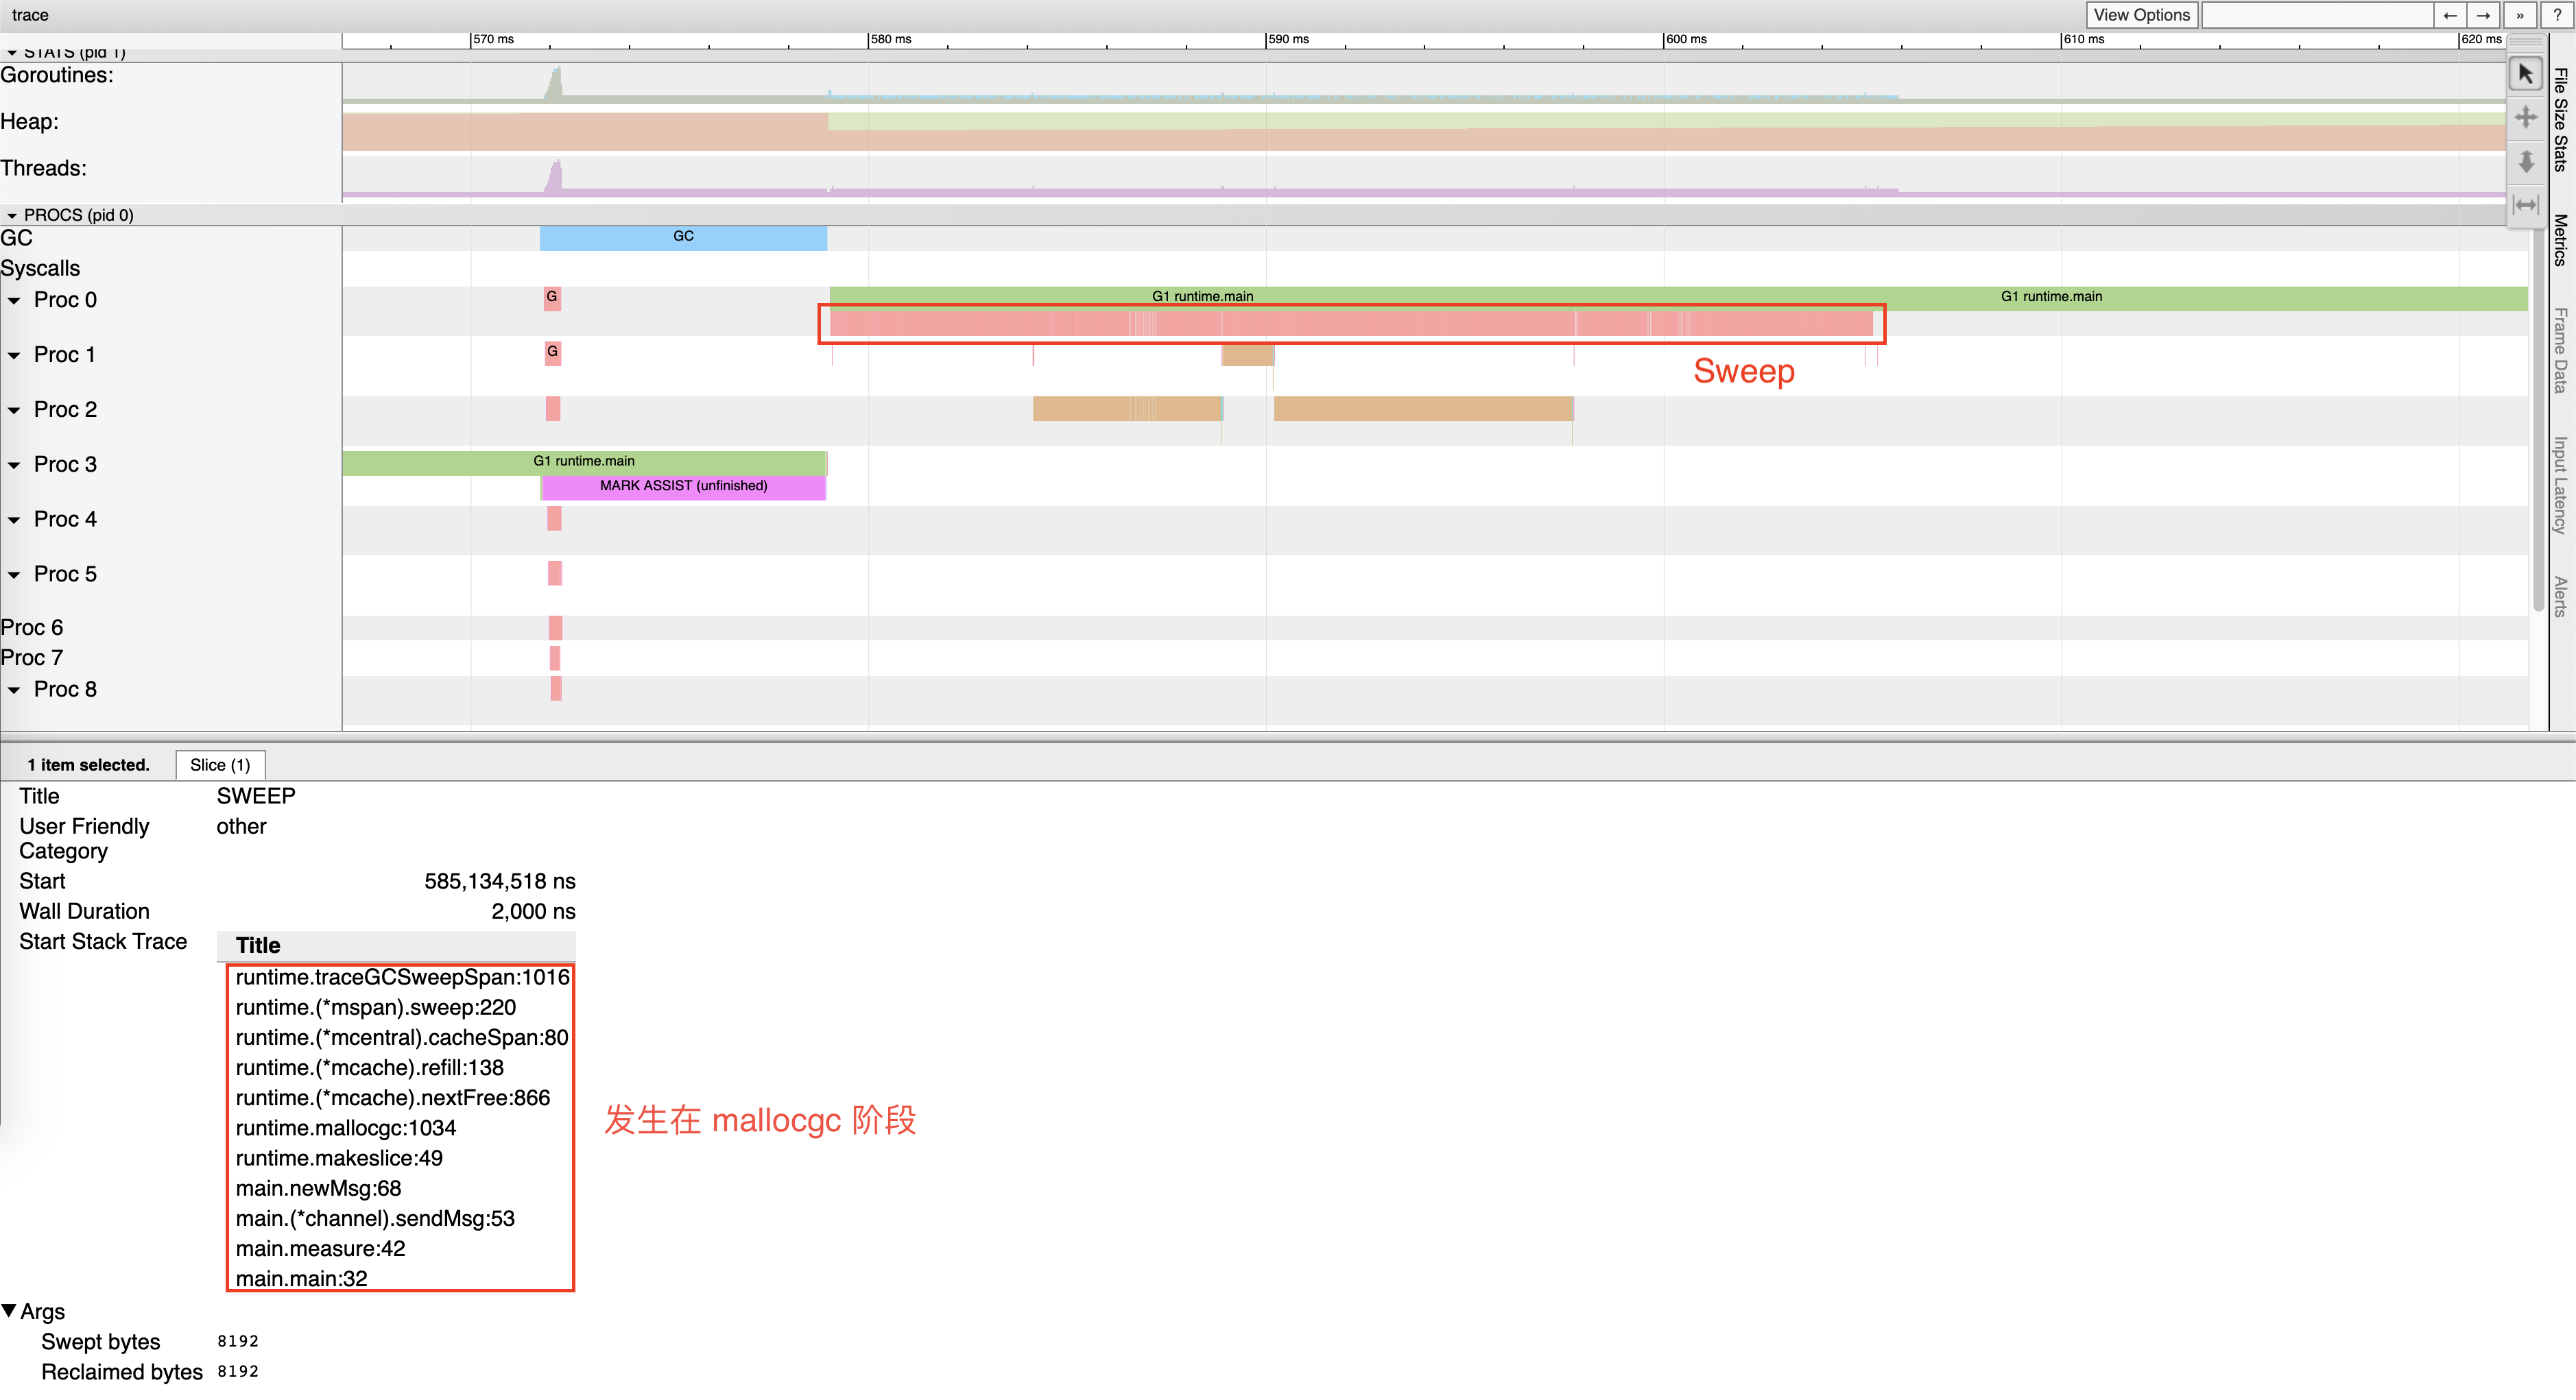 trace
View Options
← → » ?
570 ms 580 ms 590 ms 600 ms 610 ms 620 ms
STATS (pid 1)
Goroutines:
Heap:
Threads:
PROCS (pid 0)
GC GC
Syscalls
Proc 0 G G1 runtime.main G1 runtime.main
Proc 1 G
Sweep
Proc 2
Proc 3 G1 runtime.main
MARK ASSIST (unfinished)
Proc 4
Proc 5
Proc 6
Proc 7
Proc 8
File Size Stats
Metrics
Frame Data
Input Latency
Alerts
1 item selected. Slice (1)
Title SWEEP
User Friendly other
Category
Start 585,134,518 ns
Wall Duration 2,000 ns
Start Stack Trace Title
runtime.traceGCSweepSpan:1016
runtime.(*mspan).sweep:220
runtime.(*mcentral).cacheSpan:80
runtime.(*mcache).refill:138
runtime.(*mcache).nextFree:866
发生在 mallocgc 阶段
runtime.mallocgc:1034
runtime.makeslice:49
main.newMsg:68
main.(*channel).sendMsg:53
main.measure:42
main.main:32
Args
Swept bytes 8192
Reclaimed bytes 8192